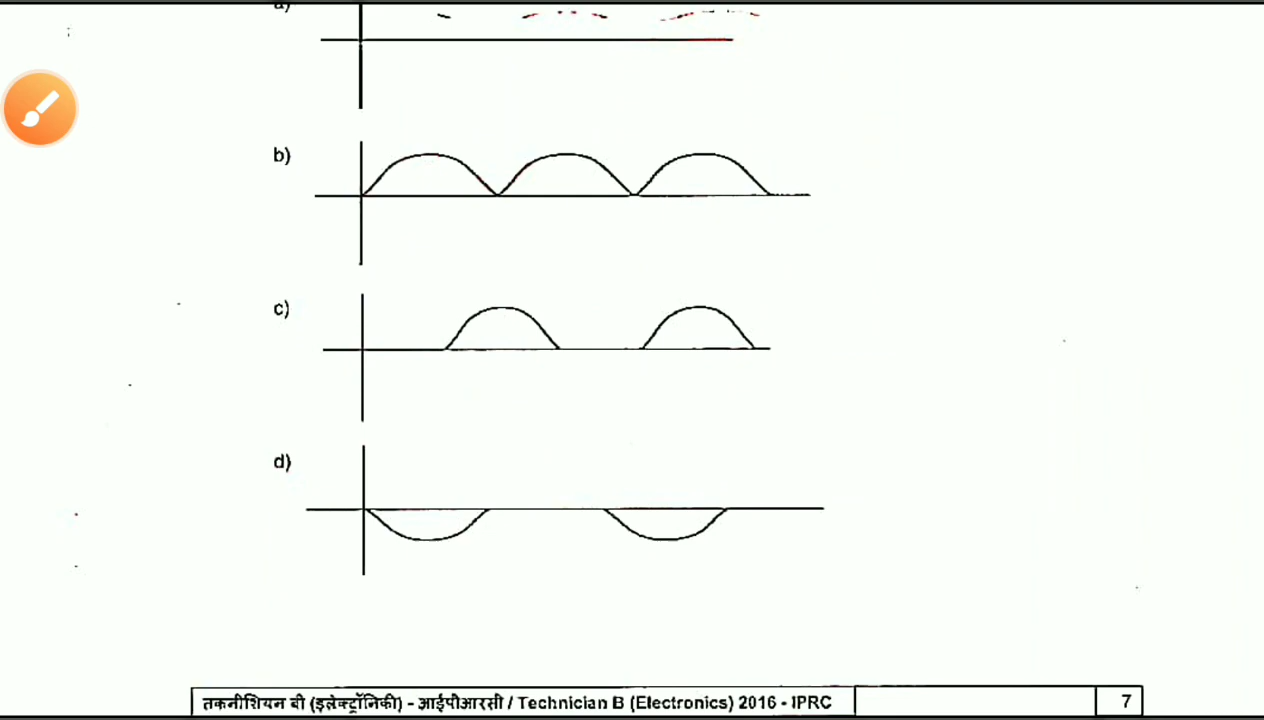 a)
b)
c)
d)
तकनीशियन बी (इलेक्ट्रॉनिकी) - आईपीआरसी / Technician B (Electronics) 2016 - IPRC
7